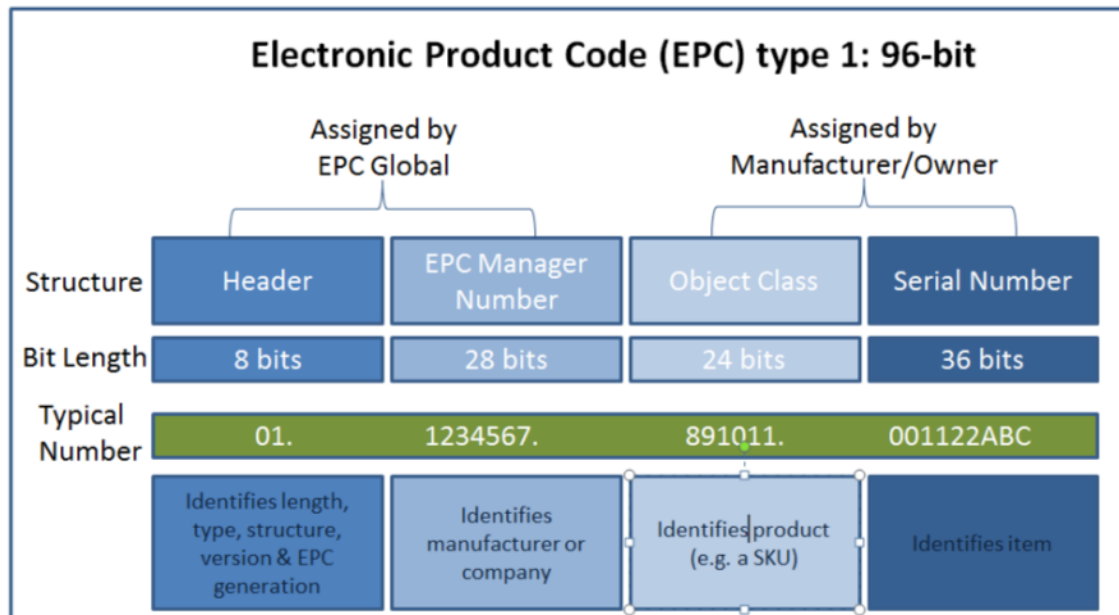 Electronic Product Code (EPC) type 1: 96-bit
Assigned by
EPC Global
Assigned by
Manufacturer/Owner
Structure
Header
EPC Manager
Number
Object Class
Serial Number
Bit Length
8 bits
28 bits
24 bits
36 bits
Typical
Number
01.
1234567.
891011.
001122ABC
Identifies length,
type, structure,
version & EPC
generation
Identifies
manufacturer or
company
Identifies product
(e.g. a SKU)
Identifies item